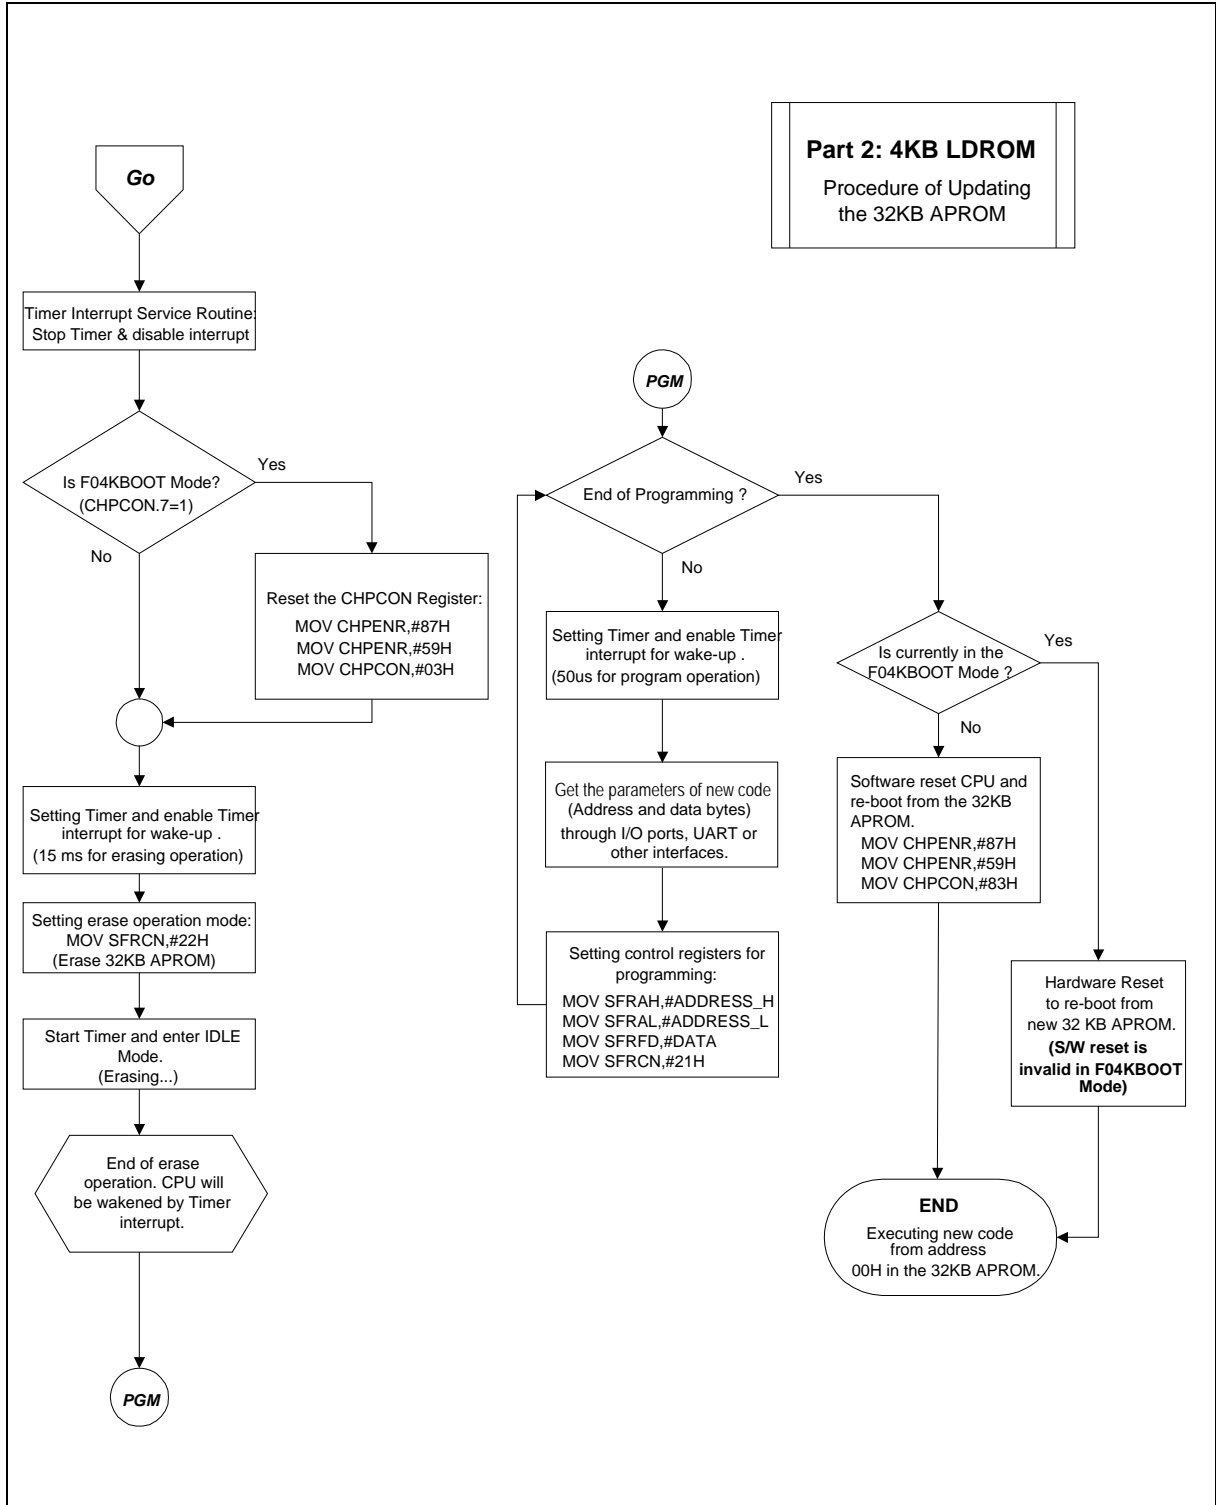 Part 2: 4KB LDROM
Procedure of Updating
the 32KB APROM
Go
Timer Interrupt Service Routine:
Stop Timer & disable interrupt
Is F04KBOOT Mode?
(CHPCON.7=1)
Yes
No
Reset the CHPCON Register:
MOV CHPENR,#87H
MOV CHPENR,#59H
MOV CHPCON,#03H
Setting Timer and enable Timer
interrupt for wake-up .
(15 ms for erasing operation)
Setting erase operation mode:
MOV SFRCN,#22H
(Erase 32KB APROM)
Start Timer and enter IDLE
Mode.
(Erasing...)
End of erase
operation. CPU will
be wakened by Timer
interrupt.
PGM
PGM
End of Programming ?
Yes
No
Setting Timer and enable Timer
interrupt for wake-up .
(50us for program operation)
Get the parameters of new code
(Address and data bytes)
through I/O ports, UART or
other interfaces.
Setting control registers for
programming:
MOV SFRAH,#ADDRESS_H
MOV SFRAL,#ADDRESS_L
MOV SFRFD,#DATA
MOV SFRCN,#21H
Is currently in the
F04KBOOT Mode ?
Yes
No
Software reset CPU and
re-boot from the 32KB
APROM.
MOV CHPENR,#87H
MOV CHPENR,#59H
MOV CHPCON,#83H
Hardware Reset
to re-boot from
new 32 KB APROM.
(S/W reset is
invalid in F04KBOOT
Mode)
END
Executing new code
from address
00H in the 32KB APROM.